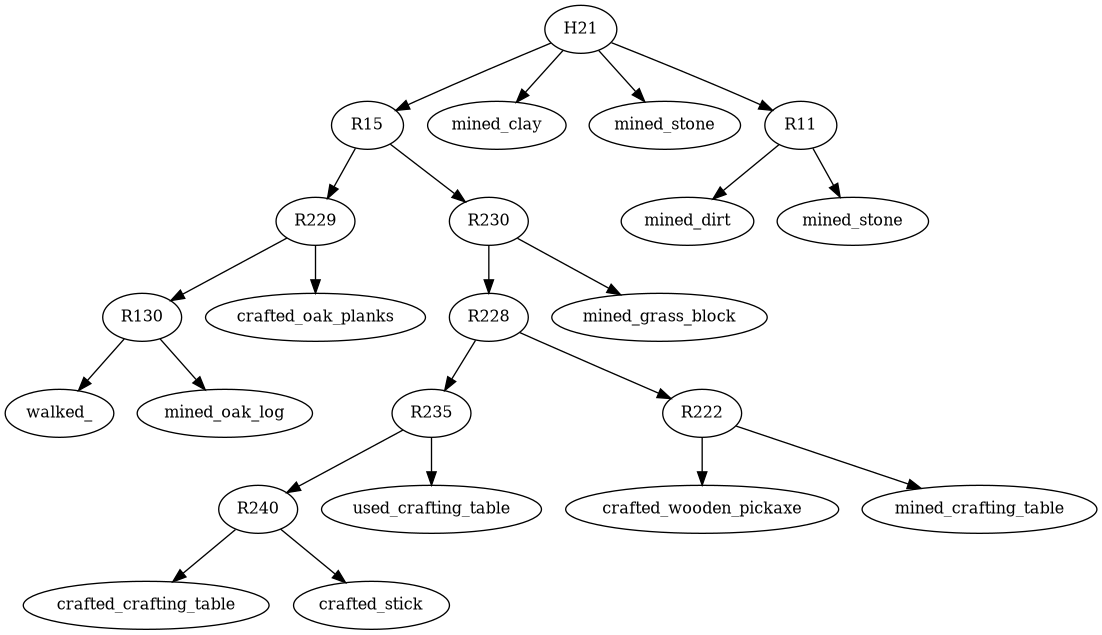 H21
R15
mined_clay
mined_stone
R11
R229
R230
mined_dirt
mined_stone
R130
crafted_oak_planks
R228
mined_grass_block
walked_
mined_oak_log
R235
R222
R240
used_crafting_table
crafted_wooden_pickaxe
mined_crafting_table
crafted_crafting_table
crafted_stick